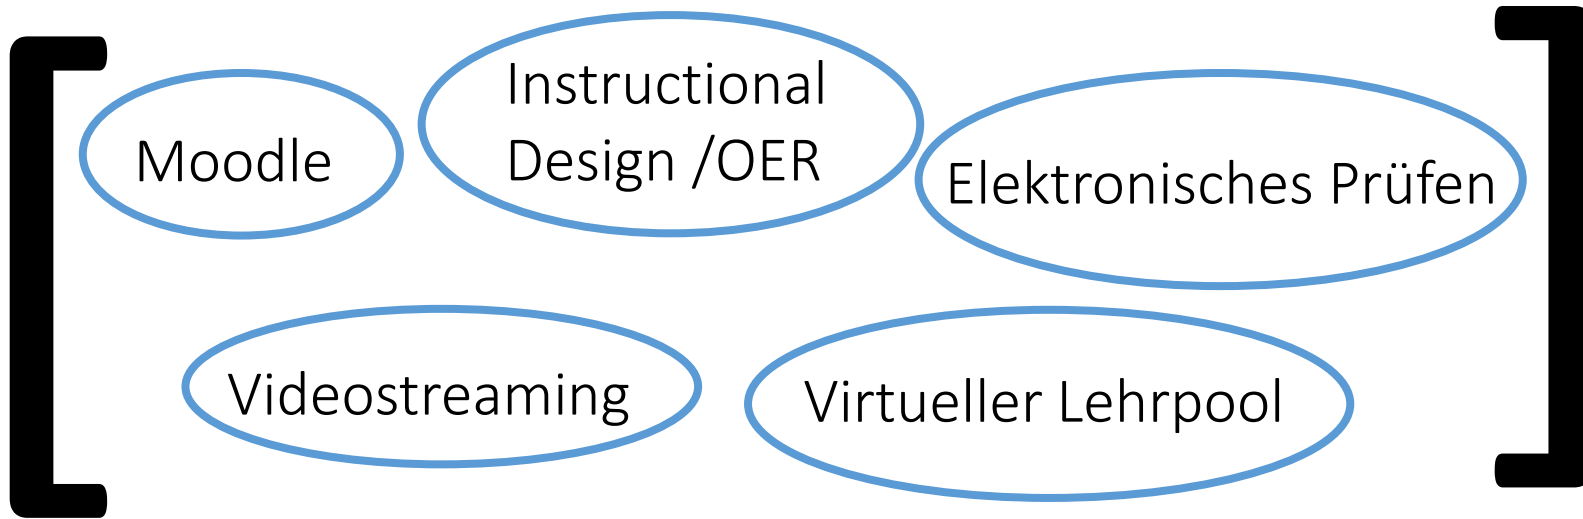 Moodle
Instructional
Design /OER
Elektronisches Prüfen
Videostreaming
Virtueller Lehrpool